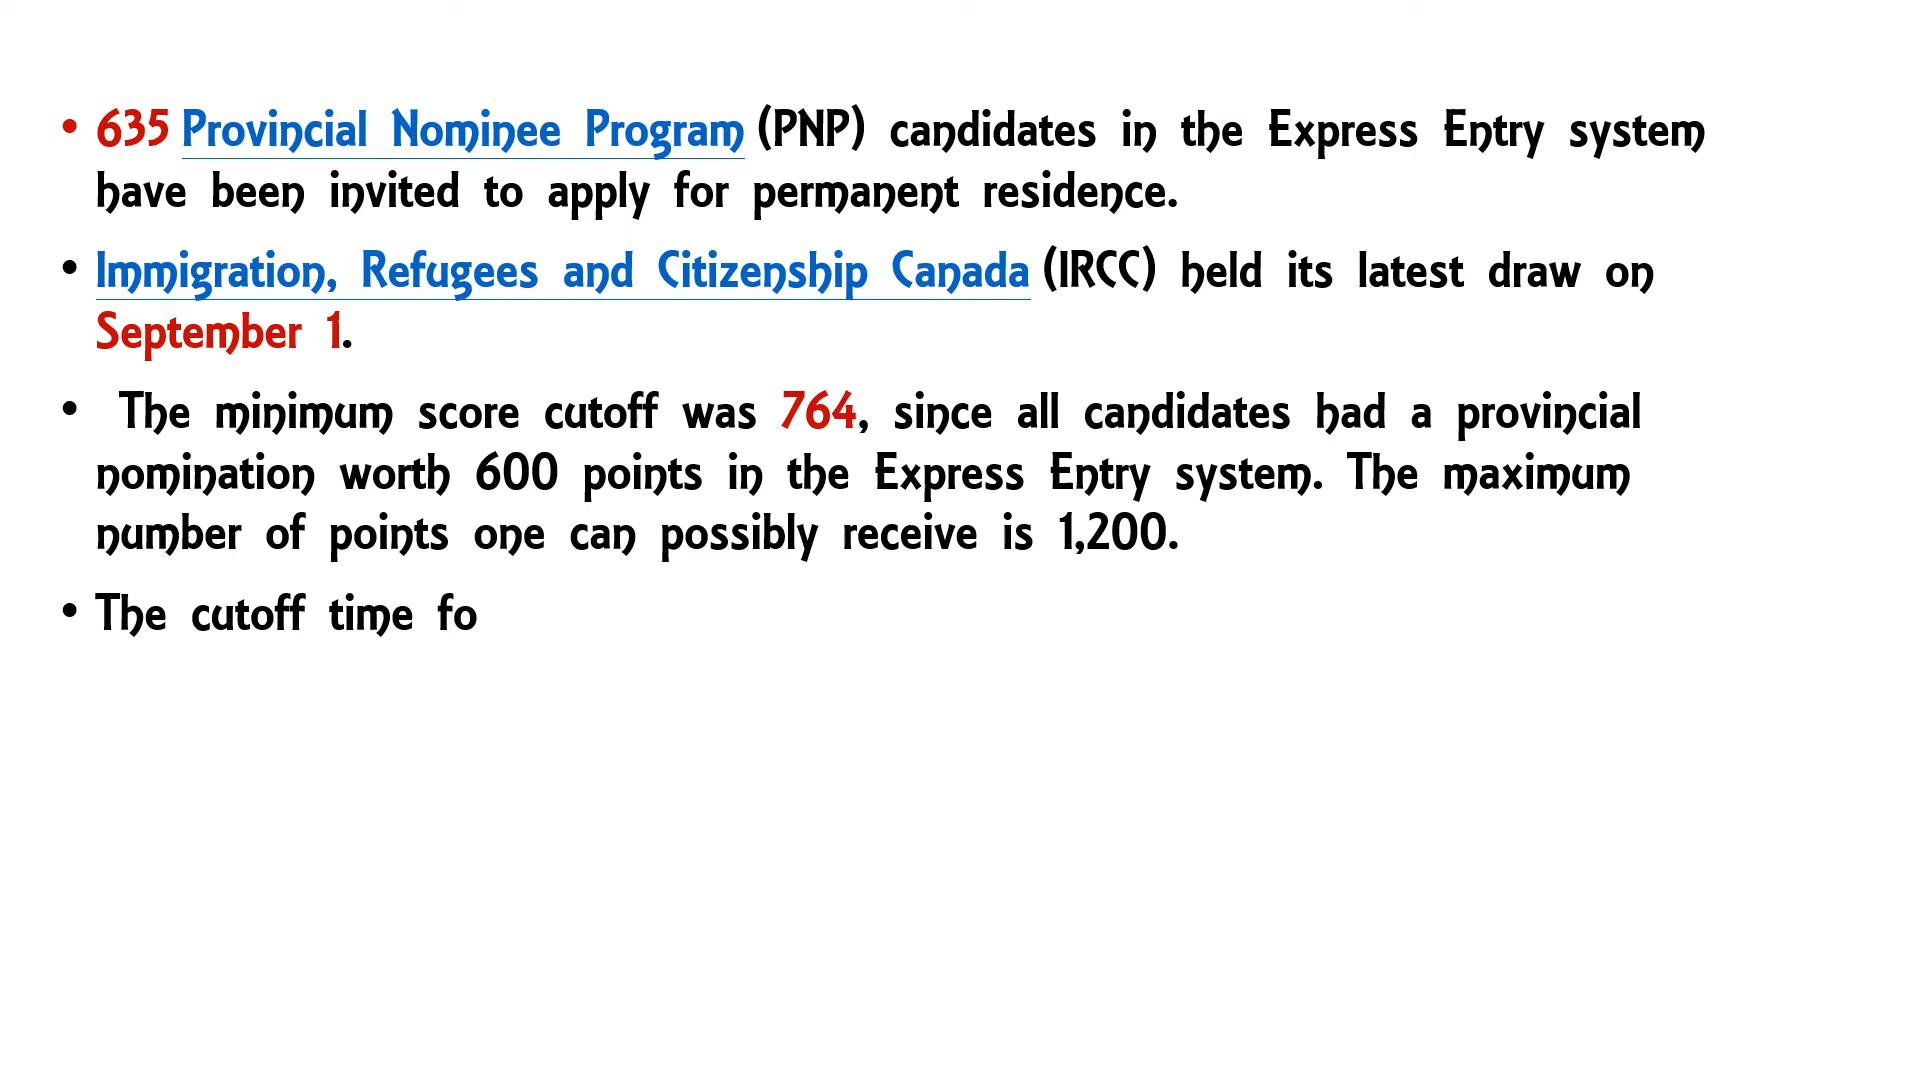 • 635 Provincial Nominee Program (PNP) candidates in the Express Entry system
have been invited to apply for permanent residence.
• Immigration, Refugees and Citizenship Canada (IRCC) held its latest draw on
September 1.
• The minimum score cutoff was 764, since all candidates had a provincial
nomination worth 600 points in the Express Entry system. The maximum
number of points one can possibly receive is 1,200.
• The cutoff time fo